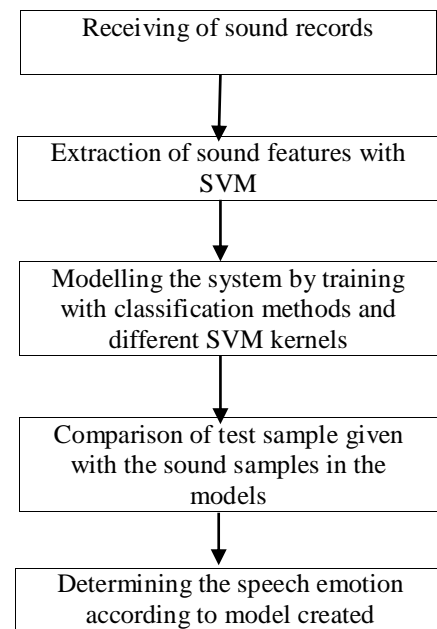 Receiving of sound records
Extraction of sound features with
SVM
Modelling the system by training
with classification methods and
different SVM kernels
Comparison of test sample given
with the sound samples in the
models
Determining the speech emotion
according to model created